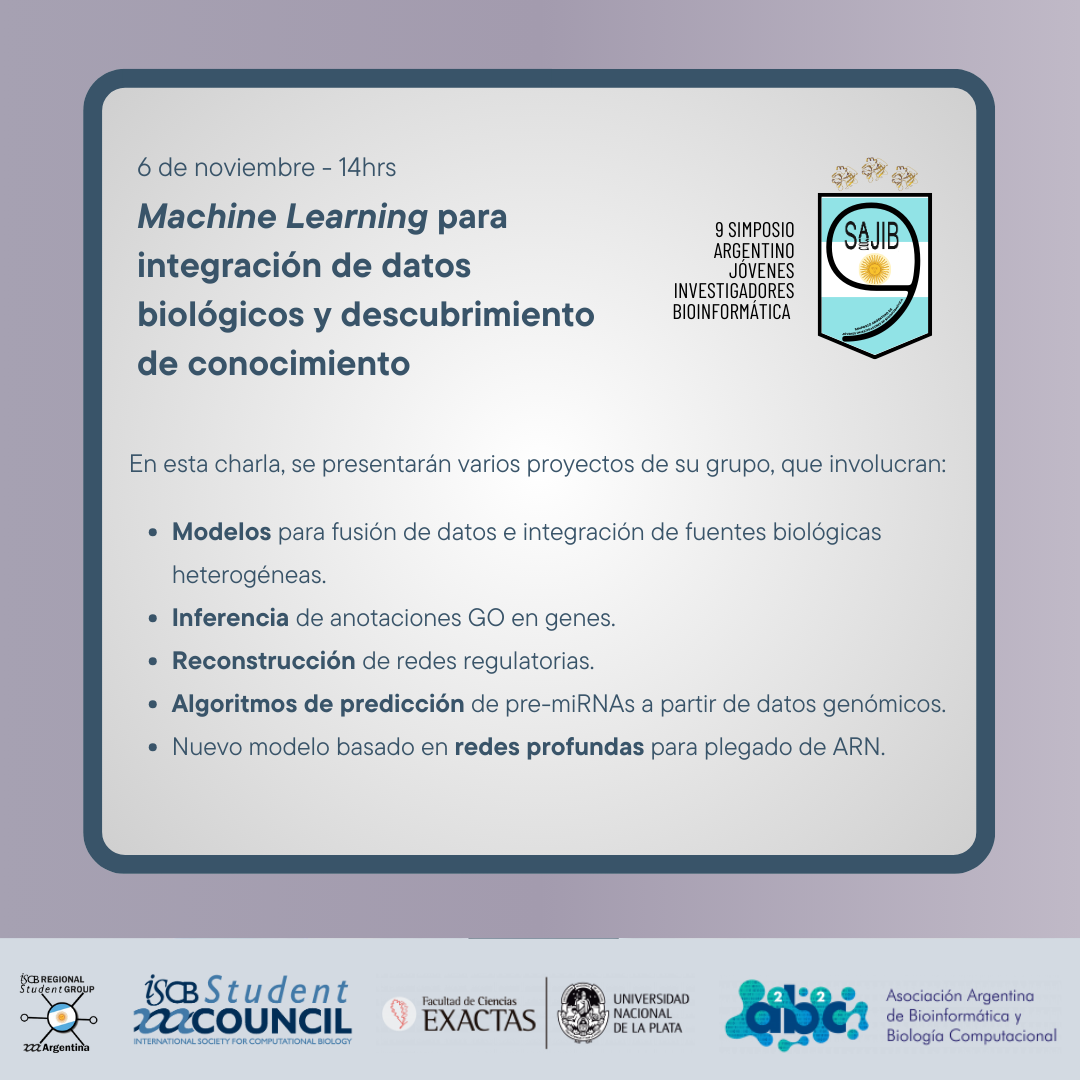 6 de noviembre - 14hrs
Machine Learning para
integración de datos
biológicos y descubrimiento
de conocimiento
9 SIMPOSIO
ARGENTINO
JÓVENES
INVESTIGADORES
BIOINFORMÁTICA
SAJIB
En esta charla, se presentarán varios proyectos de su grupo, que involucran:
• Modelos para fusión de datos e integración de fuentes biológicas
heterogéneas.
• Inferencia de anotaciones GO en genes.
• Reconstrucción de redes regulatorias.
• Algoritmos de predicción de pre-miRNAs a partir de datos genómicos.
• Nuevo modelo basado en redes profundas para plegado de ARN.
iSCB REGIONAL
Student GROUP
Argentina
iSCB Student
COUNCIL
INTERNATIONAL SOCIETY FOR COMPUTATIONAL BIOLOGY
Facultad de Ciencias
EXACTAS
UNIVERSIDAD
NACIONAL
DE LA PLATA
a2b2c
Asociación Argentina
de Bioinformática y
Biología Computacional